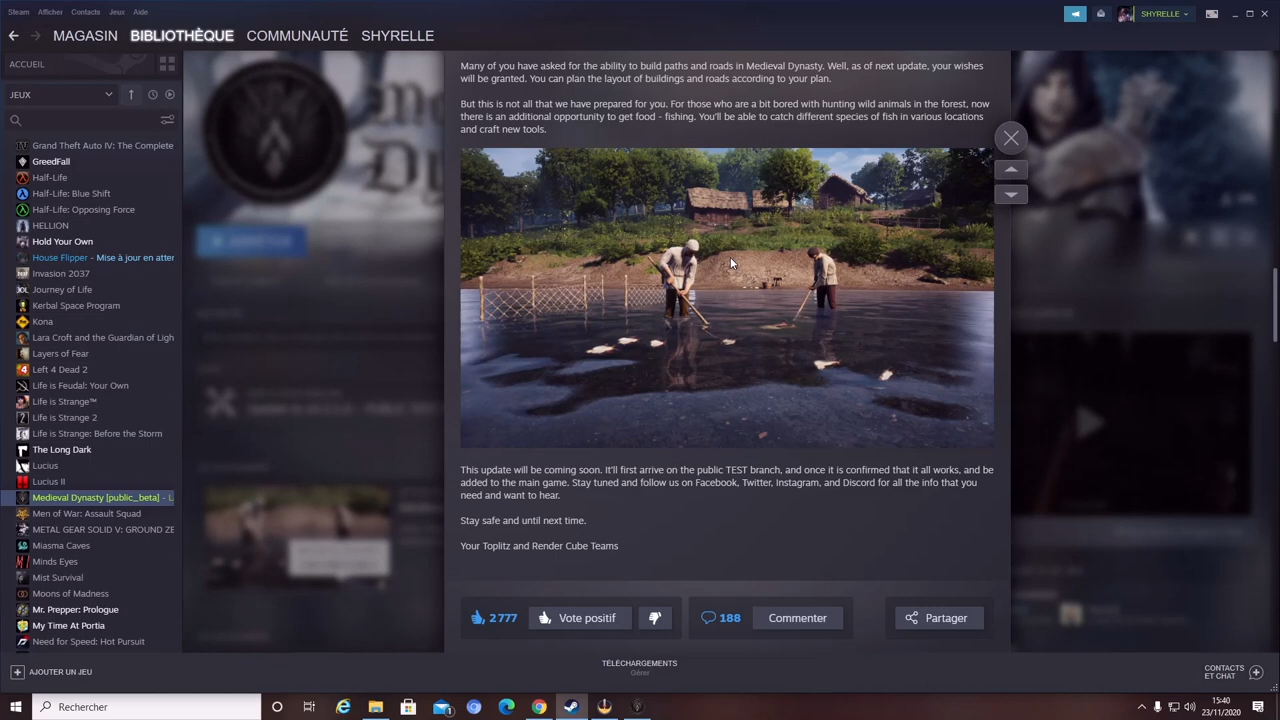 Steam Afficher Contacts Jeux Aide
SHYRELLE
MAGASIN BIBLIOTHÈQUE COMMUNAUTÉ SHYRELLE
ACCUEIL
JEUX
Grand Theft Auto IV: The Complete
GreedFall
Half-Life
Half-Life: Blue Shift
Half-Life: Opposing Force
HELLION
Hold Your Own
House Flipper - Mise à jour en atter
Invasion 2037
Journey of Life
Kerbal Space Program
Kona
Lara Croft and the Guardian of Ligh
Layers of Fear
Left 4 Dead 2
Life is Feudal: Your Own
Life is Strange™
Life is Strange 2
Life is Strange: Before the Storm
The Long Dark
Lucius
Lucius II
Medieval Dynasty [public_beta] - L
Men of War: Assault Squad
METAL GEAR SOLID V: GROUND ZE
Miasma Caves
Minds Eyes
Mist Survival
Moons of Madness
Mr. Prepper: Prologue
My Time At Portia
Need for Speed: Hot Pursuit
Many of you have asked for the ability to build paths and roads in Medieval Dynasty. Well, as of next update, your wishes
will be granted. You can plan the layout of buildings and roads according to your plan.
But this is not all that we have prepared for you. For those who are a bit bored with hunting wild animals in the forest, now
there is an additional opportunity to get food - fishing. You'll be able to catch different species of fish in various locations
and craft new tools.
This update will be coming soon. It'll first arrive on the public TEST branch, and once it is confirmed that it all works, and be
added to the main game. Stay tuned and follow us on Facebook, Twitter, Instagram, and Discord for all the info that you
need and want to hear.
Stay safe and until next time.
Your Toplitz and Render Cube Teams
2 777 Vote positif 188 Commenter Partager
AJOUTER UN JEU
TÉLÉCHARGEMENTS
Gérer
CONTACTS
ET CHAT
Rechercher
15:40
23/11/2020